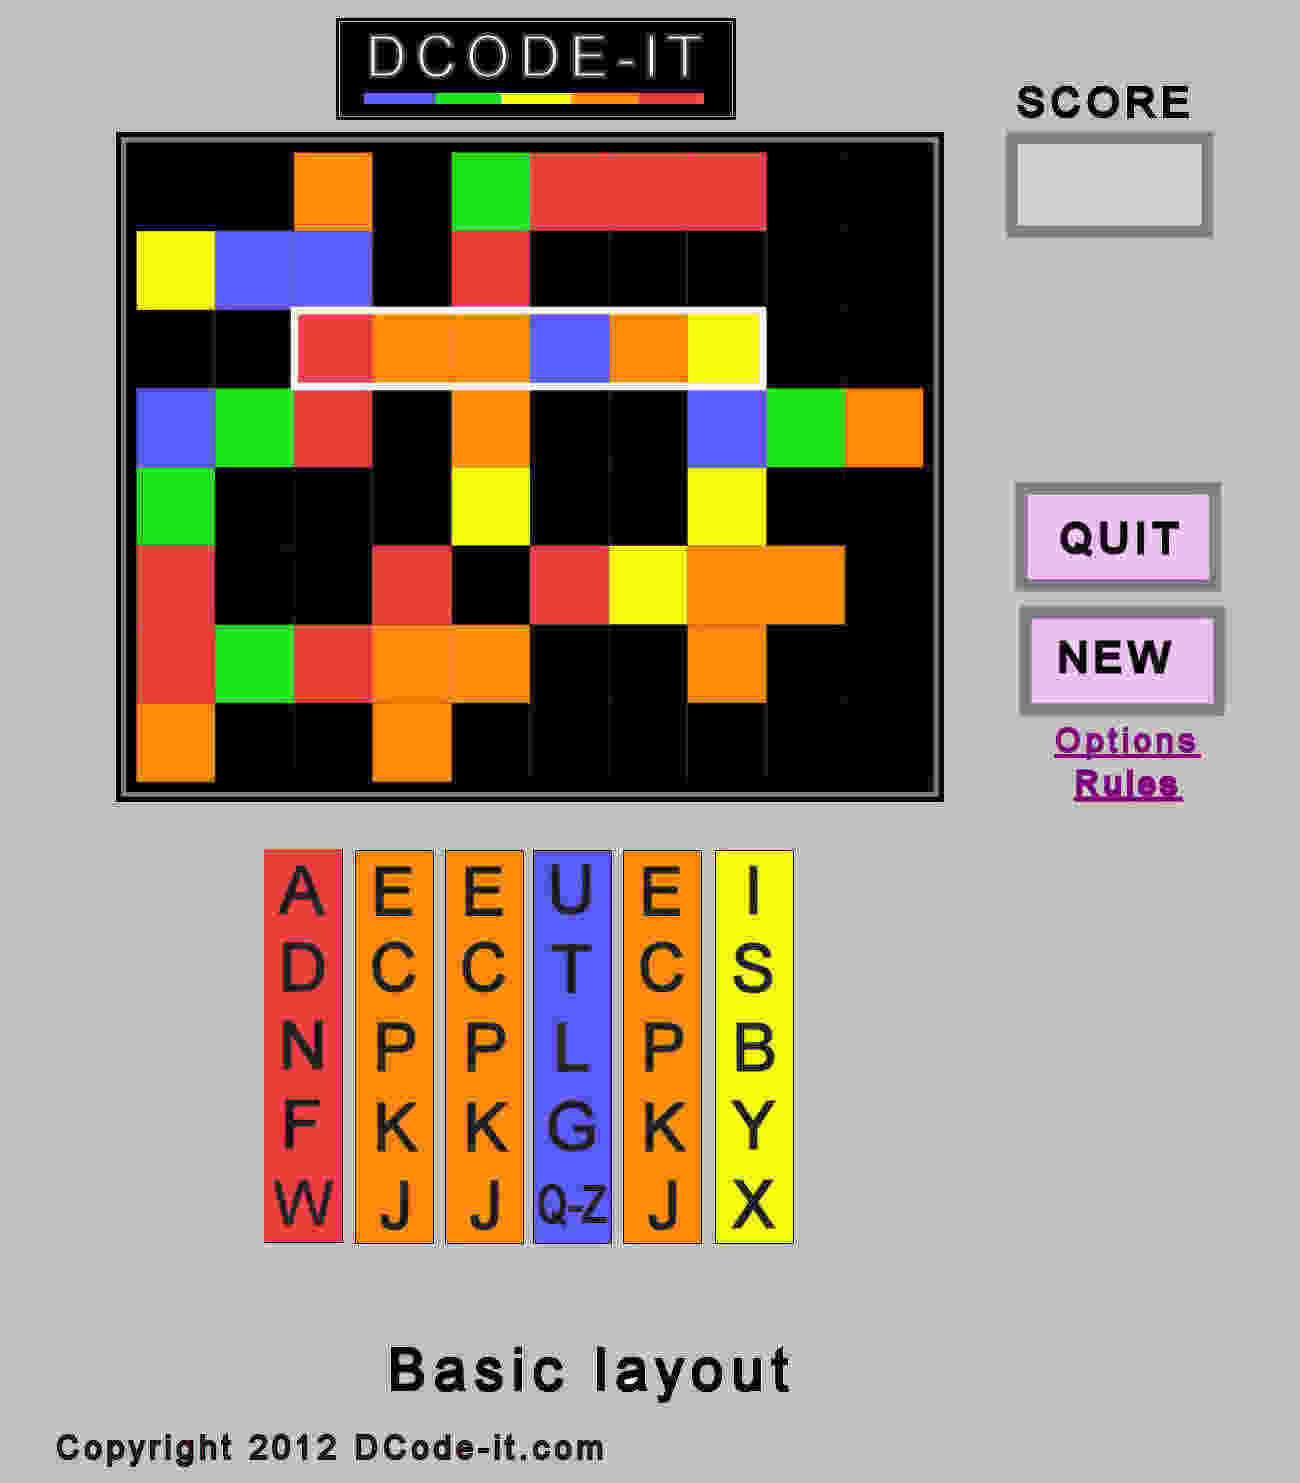 DCODE-IT
SCORE
QUIT
NEW
Options
Rules
A E E U E I
D C C T C S
N P P L P B
F K K G K Y
W J J Q-Z J X
Basic layout
Copyright 2012 DCode-it.com